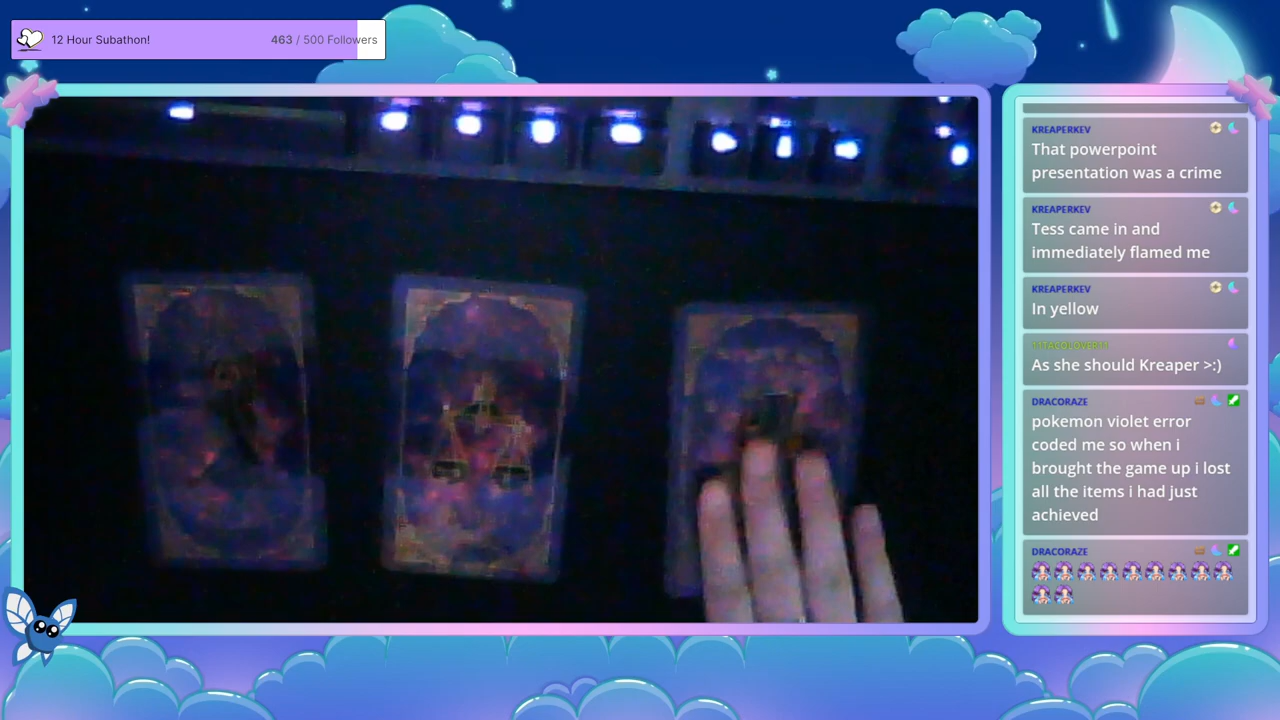 12 Hour Subathon!
463 / 500 Followers
KREAPERKEV
That powerpoint
presentation was a crime
KREAPERKEV
Tess came in and
immediately flamed me
KREAPERKEV
In yellow
11TACOLOVER11
As she should Kreaper >:)
DRACORAZE
pokemon violet error
coded me so when i
brought the game up i lost
all the items i had just
achieved
DRACORAZE